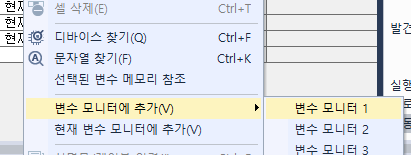 현재
셀 삭제(E) Ctrl+T
현재
현재
디바이스 찾기(Q) Ctrl+F
발견
문자열 찾기(F) Ctrl+K
선택된 변수 메모리 참조
실행
변수 모니터에 추가(V) 변수 모니터 1
현재 변수 모니터에 추가(V) 변수 모니터 2
변수 모니터 3